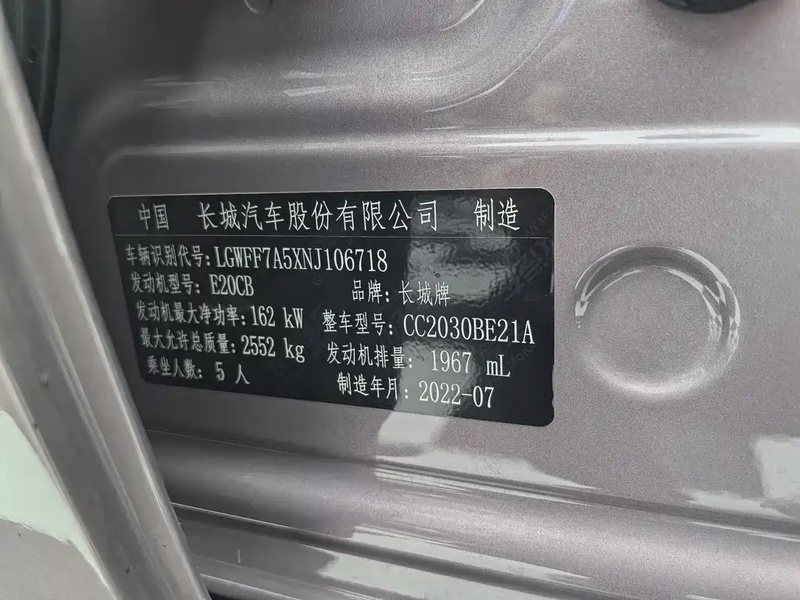 中国 长城汽车股份有限公司 制造
车辆识别代号: LGWFF7A5XNJ106718
发动机型号: E20CB 品牌: 长城牌
发动机最大净功率: 162 kW 整车型号: CC2030BE21A
最大允许总质量: 2552 kg 发动机排量: 1967 mL
乘坐人数: 5 人 制造年月: 2022-07